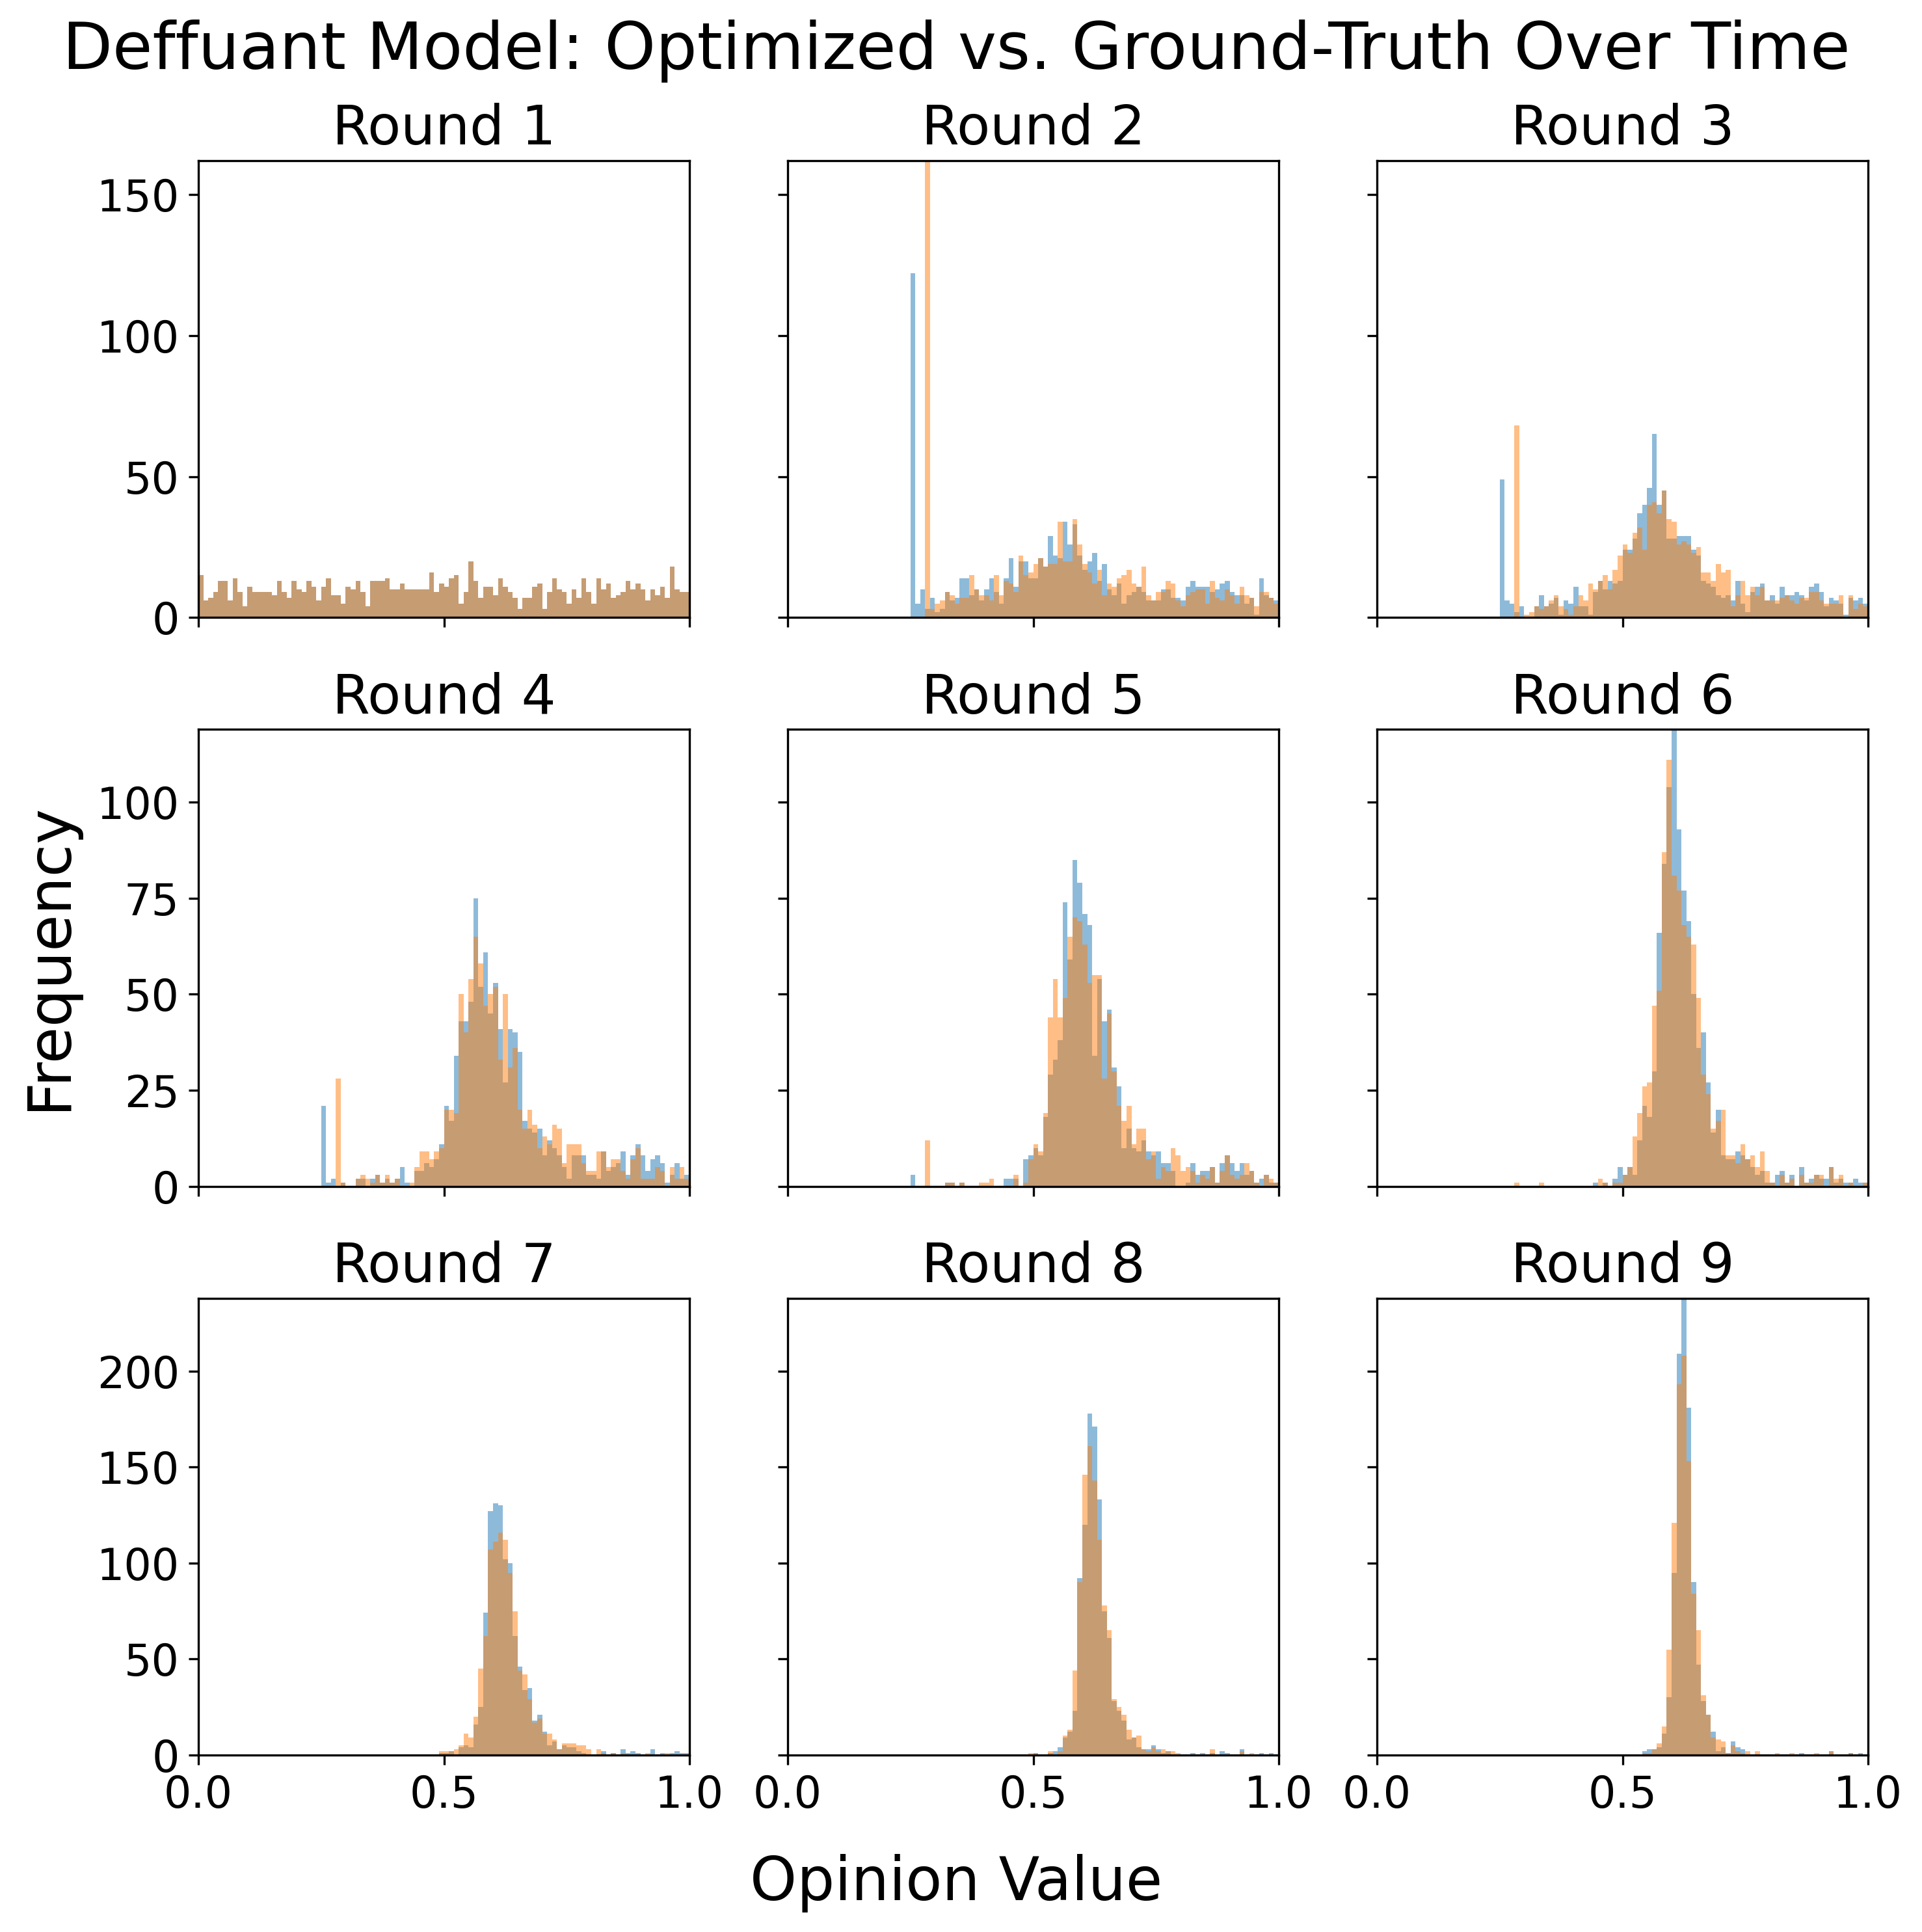 Deffuant Model: Optimized vs. Ground-Truth Over Time
Round 1
Round 2
Round 3
150
100
50
0
Round 4
Round 5
Round 6
Frequency
100
75
50
25
0
Round 7
Round 8
Round 9
200
150
100
50
0
0.0 0.5 1.0
0.0 0.5 1.0
0.0 0.5 1.0
Opinion Value